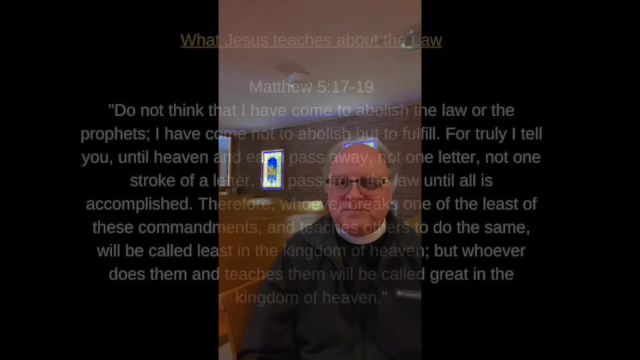 What Jesus teaches about the Law
Matthew 5:17-19
"Do not think that I have come to abolish the law or the
prophets; I have come not to abolish but to fulfill. For truly I tell
you, until heaven and earth pass away, not one letter, not one
stroke of a letter, will pass from the law until all is
accomplished. Therefore, whoever breaks one of the least of
these commandments, and teaches others to do the same,
will be called least in the kingdom of heaven; but whoever
does them and teaches them will be called great in the
kingdom of heaven."